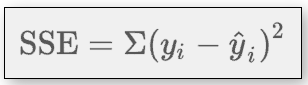 SSE = Σ(yᵢ − ŷᵢ)²